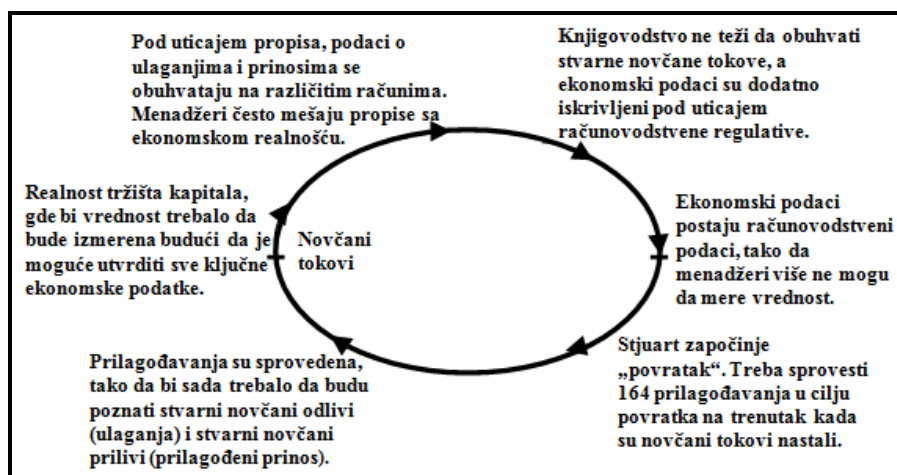 Pod uticajem propisa, podaci o
ulaganjima i prinosima se
obuhvataju na različitim računima.
Menadžeri često mešaju propise sa
ekonomskom realnošću.
Knjigovodstvo ne teži da obuhvati
stvarne novčane tokove, a
ekonomski podaci su dodatno
iskrivljeni pod uticajem
računovodstvene regulative.
Realnost tržišta kapitala,
gde bi vrednost trebalo da
bude izmerena budući da je
moguće utvrditi sve ključne
ekonomske podatke.
Novčani
tokovi
Ekonomski podaci
postaju računovodstveni
podaci, tako da
menadžeri više ne mogu
da mere vrednost.
Prilagođavanja su sprovedena,
tako da bi sada trebalo da budu
poznati stvarni novčani odlivi
(ulaganja) i stvarni novčani
prilivi (prilagođeni prinos).
Stjuart započinje
„povratak“. Treba sprovesti
164 prilagođavanja u cilju
povratka na trenutak kada
su novčani tokovi nastali.